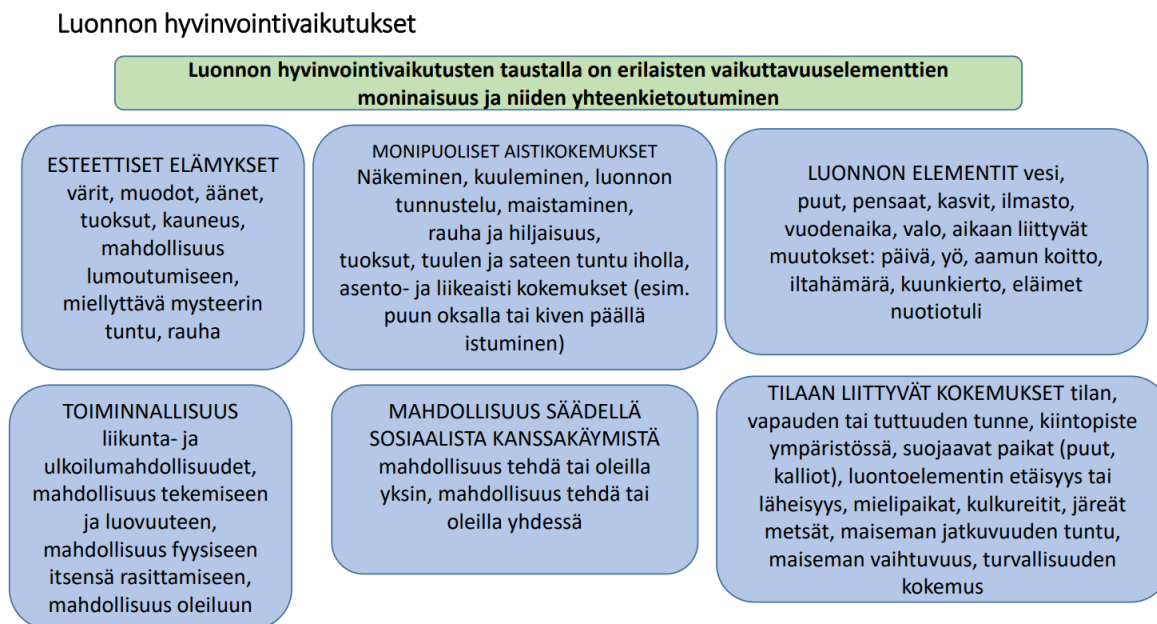 Luonnon hyvinvointivaikutukset
Luonnon hyvinvointivaikutusten taustalla on erilaisten vaikuttavuuselementtien
moninaisuus ja niiden yhteenkietoutuminen
ESTEETTISET ELÄMYKSET
värit, muodot, äänet,
tuoksut, kauneus,
mahdollisuus
lumoutumiseen,
miellyttävä mysteerin
tuntu, rauha
MONIPUOLISET AISTIKOKEMUKSET
Näkeminen, kuuleminen, luonnon
tunnustelu, maistaminen,
rauha ja hiljaisuus,
tuoksut, tuulen ja sateen tuntu iholla,
asento- ja liikeaisti kokemukset (esim.
puun oksalla tai kiven päällä
istuminen)
LUONNON ELEMENTIT vesi,
puut, pensaat, kasvit, ilmasto,
vuodenaika, valo, aikaan liittyvät
muutokset: päivä, yö, aamun koitto,
iltahämärä, kuunkierto, eläimet
nuotiotuli
TOIMINNALLISUUS
liikunta- ja
ulkoilumahdollisuudet,
mahdollisuus tekemiseen
ja luovuuteen,
mahdollisuus fyysiseen
itsensä rasittamiseen,
mahdollisuus oleiluun
MAHDOLLISUUS SÄÄDELLÄ
SOSIAALISTA KANSSAKÄYMISTÄ
mahdollisuus tehdä tai oleilla
yksin, mahdollisuus tehdä tai
oleilla yhdessä
TILAAN LIITTYVÄT KOKEMUKSET tilan,
vapauden tai tuttuuden tunne, kiintopiste
ympäristössä, suojaavat paikat (puut,
kalliot), luontoelementin etäisyys tai
läheisyys, mielipaikat, kulkureitit, järeät
metsät, maiseman jatkuvuuden tuntu,
maiseman vaihtuvuus, turvallisuuden
kokemus